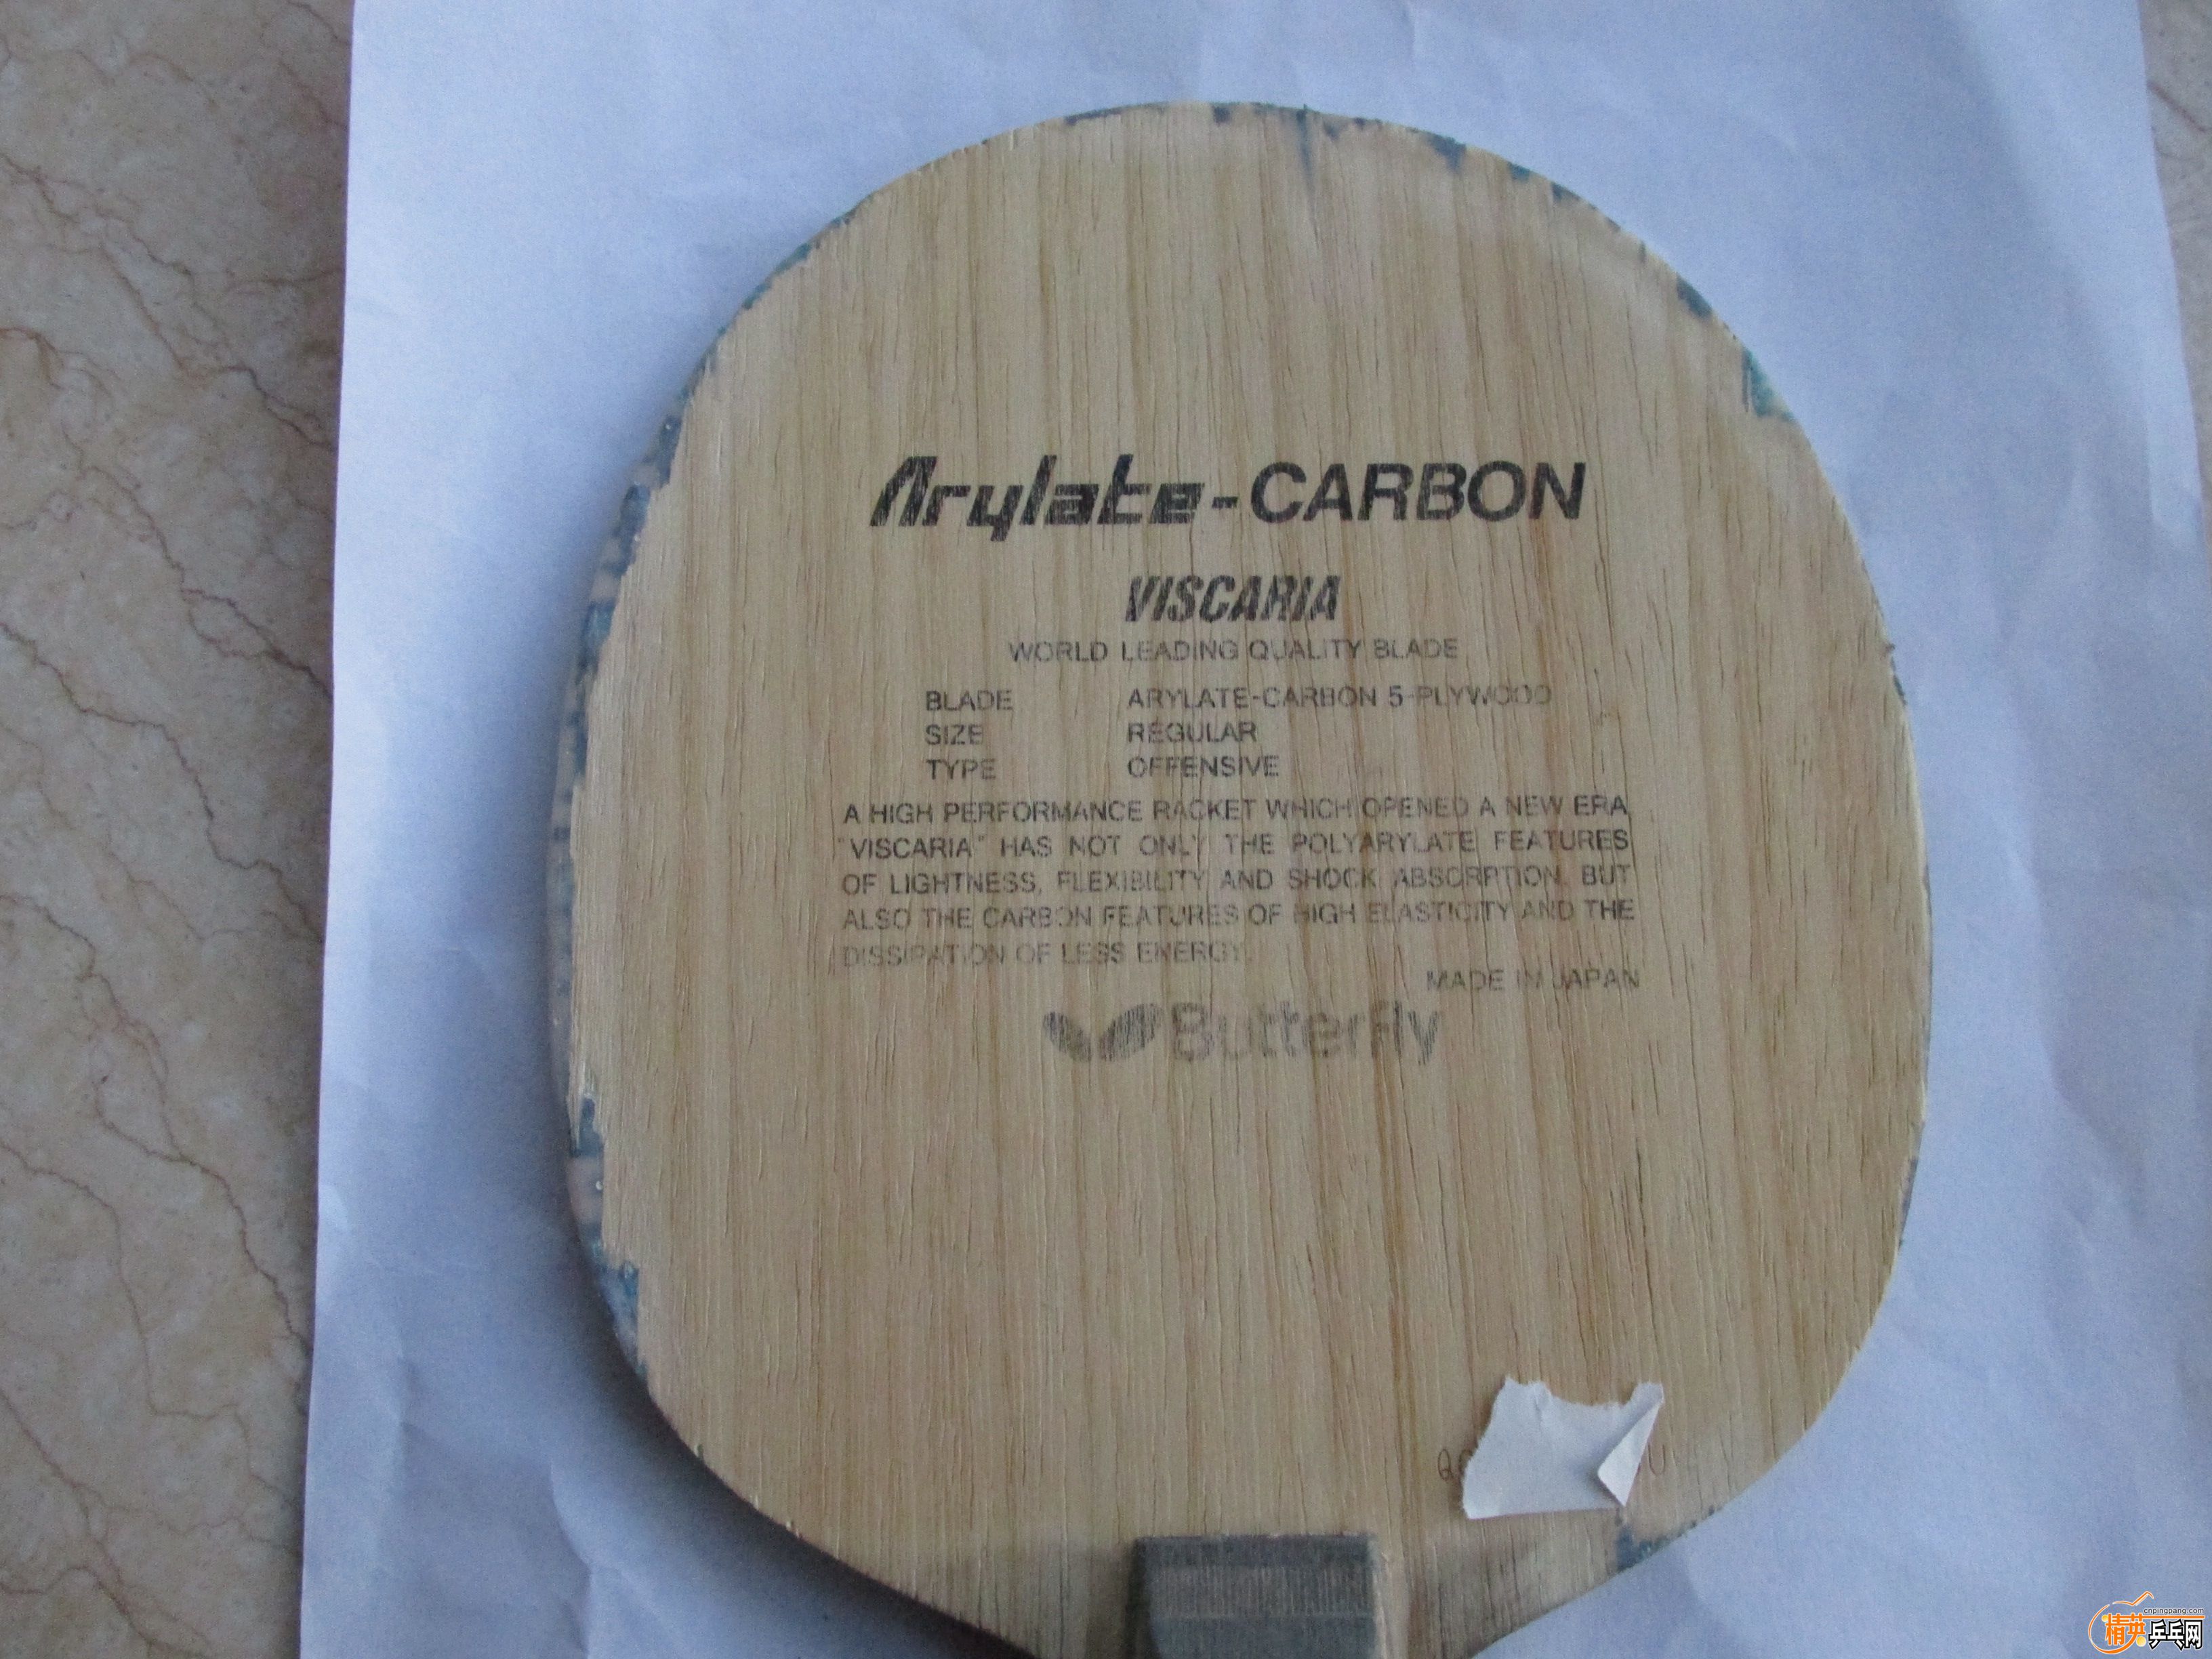 Arylate-CARBON
VISCARIA
WORLD LEADING QUALITY BLADE
BLADE ARYLATE-CARBON 5-PLYWOOD
SIZE REGULAR
TYPE OFFENSIVE
A HIGH PERFORMANCE RACKET WHICH OPENED A NEW ERA
"VISCARIA" HAS NOT ONLY THE POLYARYLATE FEATURES
OF LIGHTNESS, FLEXIBILITY AND SHOCK ABSORPTION, BUT
ALSO THE CARBON FEATURES OF HIGH ELASTICITY AND THE
DISSIPATION OF LESS ENERGY.
MADE IN JAPAN
Butterfly
cnpingpang.com
精英乒乓网